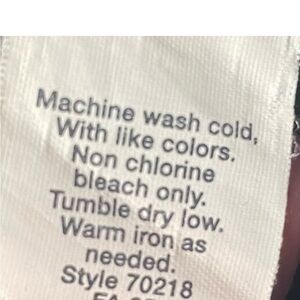 Machine wash cold,
With like colors.
Non chlorine
bleach only.
Tumble dry low.
Warm iron as
needed.
Style 70218